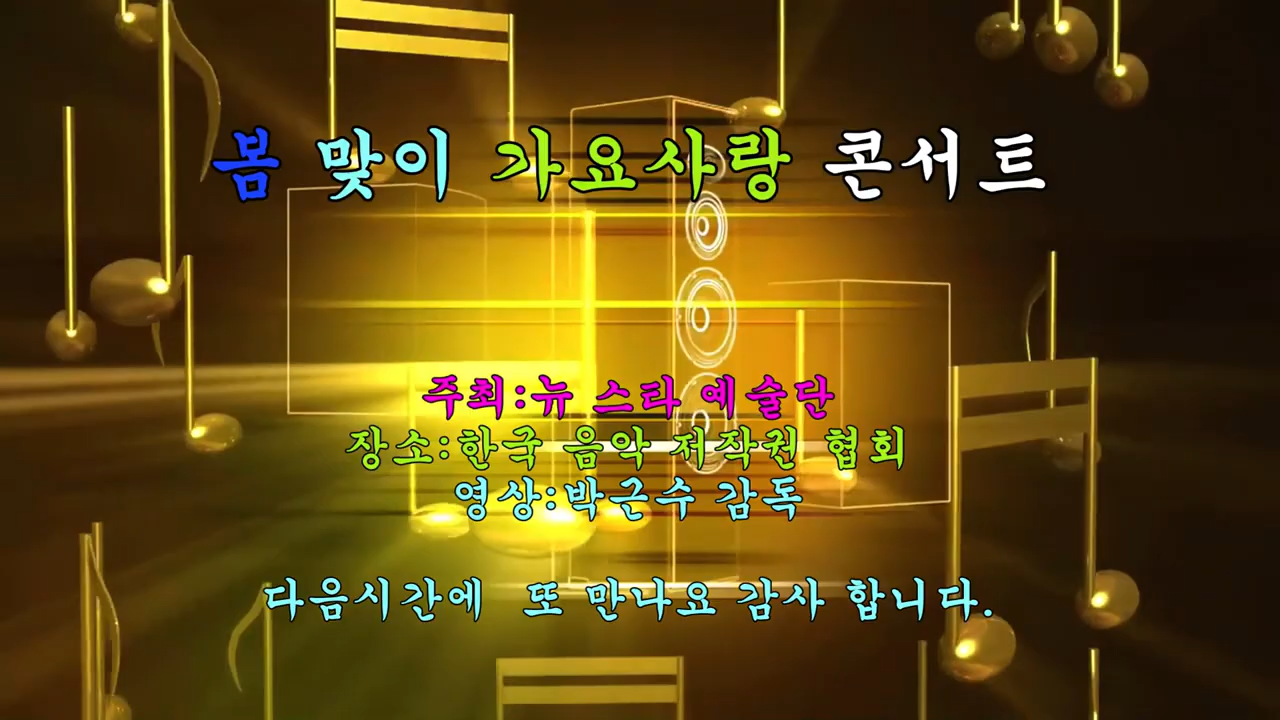 봄 맞이 가요사랑 콘서트
주최:뉴 스타 예술단
장소:한국 음악 저작권 협회
영상:박근수 감독
다음시간에 또 만나요 감사 합니다.